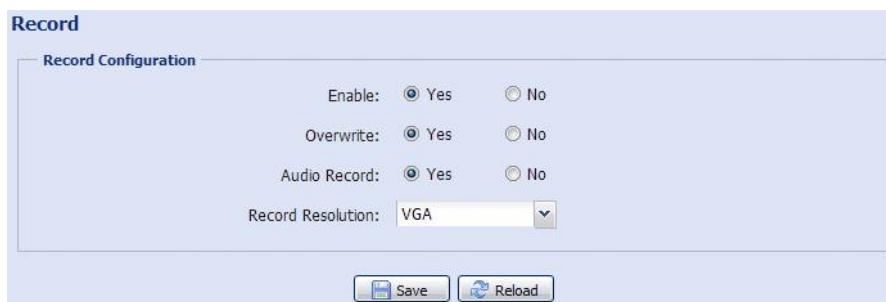 Record
Record Configuration
Enable: Yes No
Overwrite: Yes No
Audio Record: Yes No
Record Resolution: VGA
Save Reload